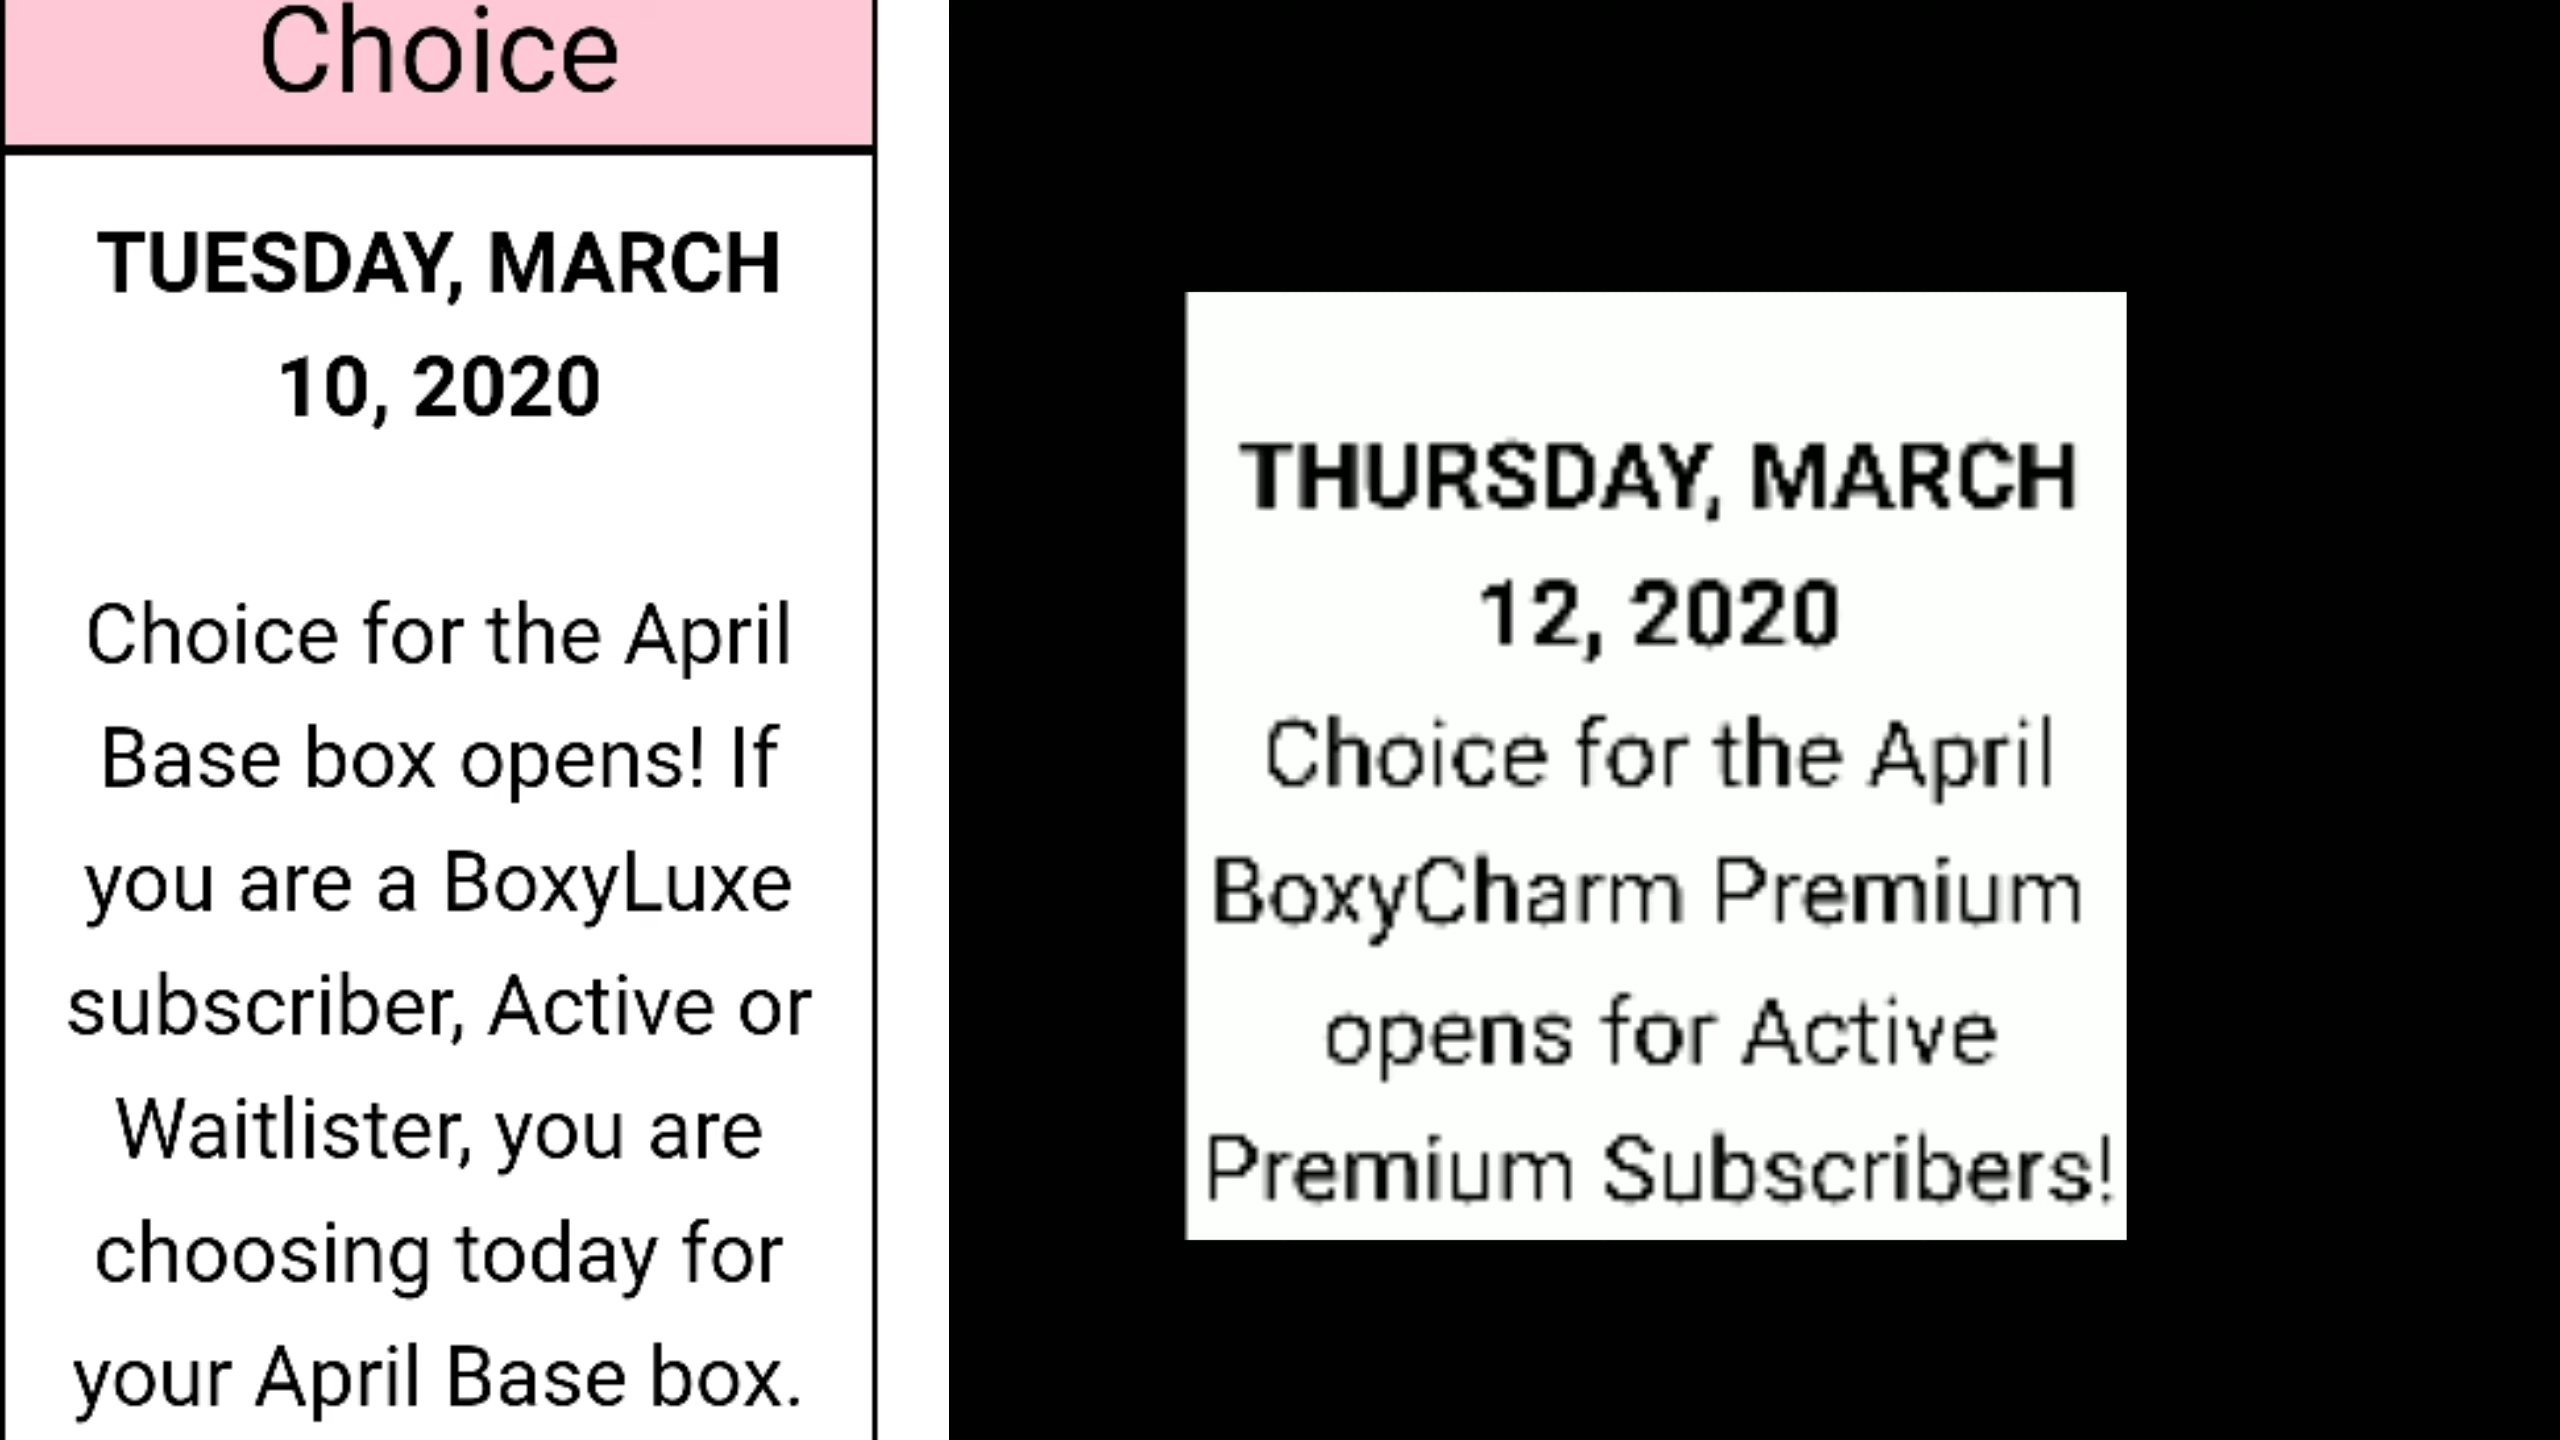 Choice
TUESDAY, MARCH
10, 2020
Choice for the April
Base box opens! If
you are a BoxyLuxe
subscriber, Active or
Waitlister, you are
choosing today for
your April Base box.
THURSDAY, MARCH
12, 2020
Choice for the April
BoxyCharm Premium
opens for Active
Premium Subscribers!